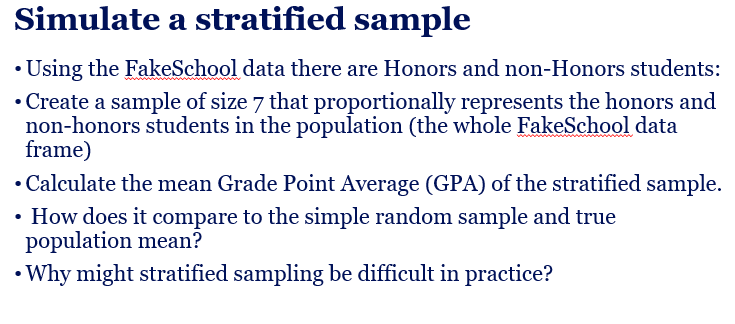 Simulate a stratified sample
• Using the FakeSchool data there are Honors and non-Honors students:
• Create a sample of size 7 that proportionally represents the honors and
non-honors students in the population (the whole FakeSchool data
frame)
• Calculate the mean Grade Point Average (GPA) of the stratified sample.
• How does it compare to the simple random sample and true
population mean?
• Why might stratified sampling be difficult in practice?